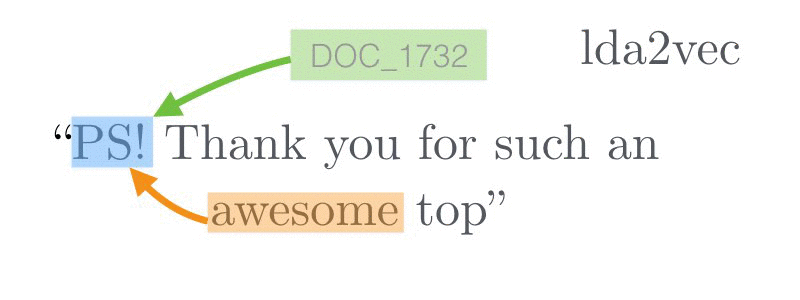 DOC_1732
lda2vec
“PS! Thank you for such an
awesome top”